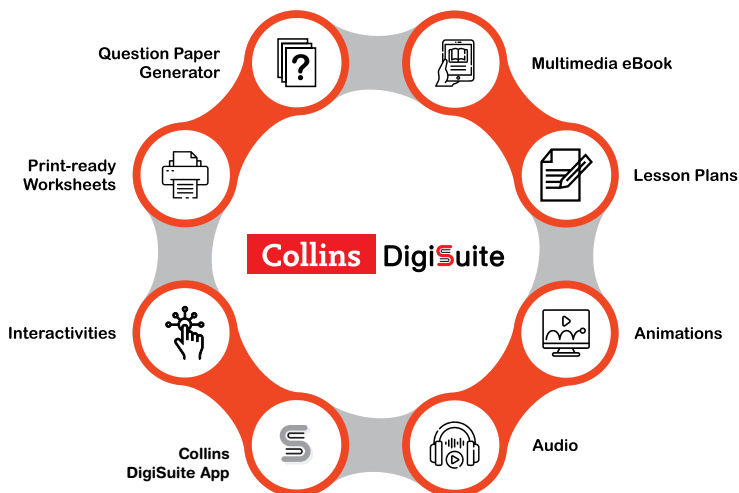 Question Paper
Generator
Multimedia eBook
Print-ready
Worksheets
Lesson Plans
Collins DigiSuite
Interactivities
Animations
Collins
DigiSuite App
Audio
?